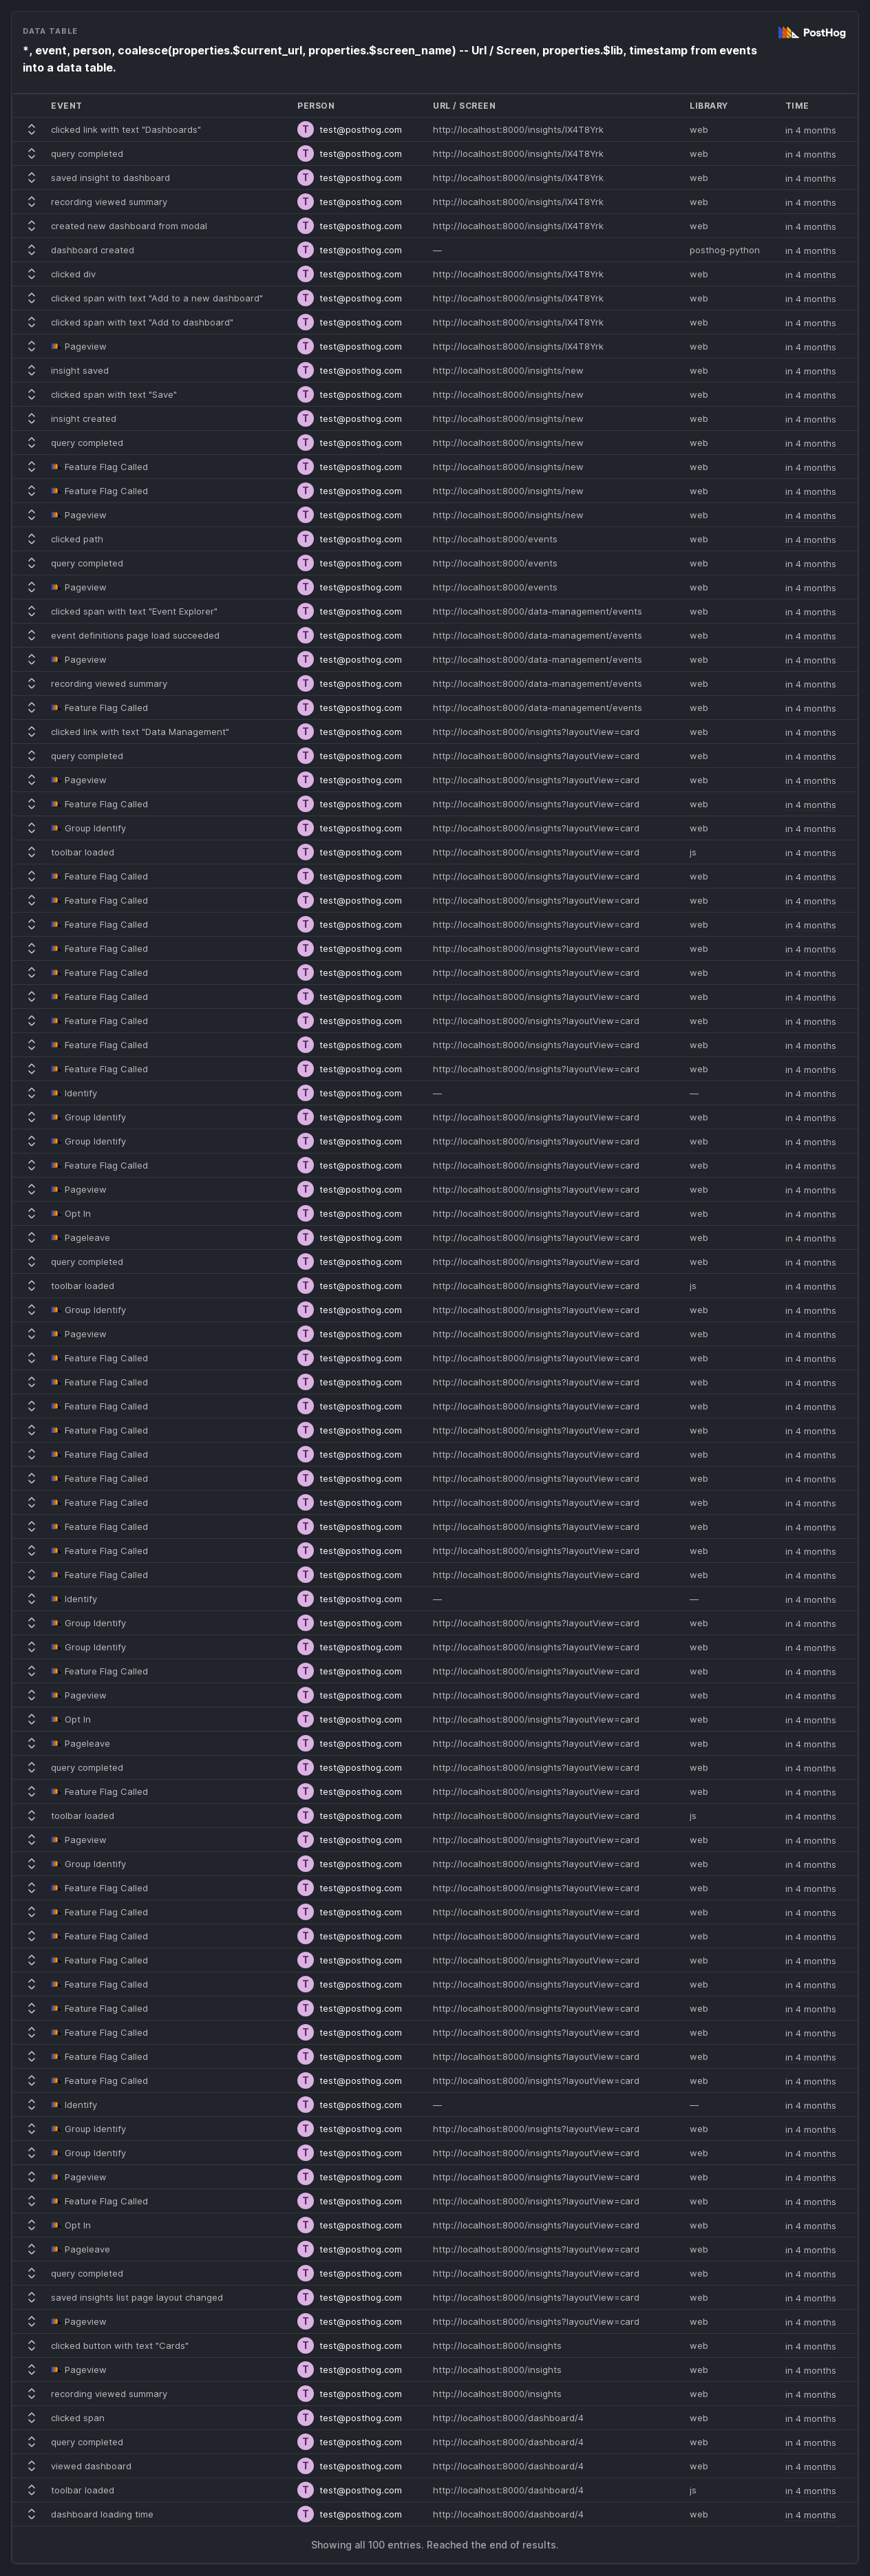 DATA TABLE
PostHog
*, event, person, coalesce(properties.$current_url, properties.$screen_name) -- Url / Screen, properties.$lib, timestamp from events
into a data table.
EVENT PERSON URL / SCREEN LIBRARY TIME
clicked link with text "Dashboards" T test@posthog.com http://localhost:8000/insights/lX4T8Yrk web in 4 months
query completed T test@posthog.com http://localhost:8000/insights/lX4T8Yrk web in 4 months
saved insight to dashboard T test@posthog.com http://localhost:8000/insights/lX4T8Yrk web in 4 months
recording viewed summary T test@posthog.com http://localhost:8000/insights/lX4T8Yrk web in 4 months
created new dashboard from modal T test@posthog.com http://localhost:8000/insights/lX4T8Yrk web in 4 months
dashboard created T test@posthog.com — posthog-python in 4 months
clicked div T test@posthog.com http://localhost:8000/insights/lX4T8Yrk web in 4 months
clicked span with text "Add to a new dashboard" T test@posthog.com http://localhost:8000/insights/lX4T8Yrk web in 4 months
clicked span with text "Add to dashboard" T test@posthog.com http://localhost:8000/insights/lX4T8Yrk web in 4 months
Pageview T test@posthog.com http://localhost:8000/insights/lX4T8Yrk web in 4 months
insight saved T test@posthog.com http://localhost:8000/insights/new web in 4 months
clicked span with text "Save" T test@posthog.com http://localhost:8000/insights/new web in 4 months
insight created T test@posthog.com http://localhost:8000/insights/new web in 4 months
query completed T test@posthog.com http://localhost:8000/insights/new web in 4 months
Feature Flag Called T test@posthog.com http://localhost:8000/insights/new web in 4 months
Feature Flag Called T test@posthog.com http://localhost:8000/insights/new web in 4 months
Pageview T test@posthog.com http://localhost:8000/insights/new web in 4 months
clicked path T test@posthog.com http://localhost:8000/events web in 4 months
query completed T test@posthog.com http://localhost:8000/events web in 4 months
Pageview T test@posthog.com http://localhost:8000/events web in 4 months
clicked span with text "Event Explorer" T test@posthog.com http://localhost:8000/data-management/events web in 4 months
event definitions page load succeeded T test@posthog.com http://localhost:8000/data-management/events web in 4 months
Pageview T test@posthog.com http://localhost:8000/data-management/events web in 4 months
recording viewed summary T test@posthog.com http://localhost:8000/data-management/events web in 4 months
Feature Flag Called T test@posthog.com http://localhost:8000/data-management/events web in 4 months
clicked link with text "Data Management" T test@posthog.com http://localhost:8000/insights?layoutView=card web in 4 months
query completed T test@posthog.com http://localhost:8000/insights?layoutView=card web in 4 months
Pageview T test@posthog.com http://localhost:8000/insights?layoutView=card web in 4 months
Feature Flag Called T test@posthog.com http://localhost:8000/insights?layoutView=card web in 4 months
Group Identify T test@posthog.com http://localhost:8000/insights?layoutView=card web in 4 months
toolbar loaded T test@posthog.com http://localhost:8000/insights?layoutView=card js in 4 months
Feature Flag Called T test@posthog.com http://localhost:8000/insights?layoutView=card web in 4 months
Feature Flag Called T test@posthog.com http://localhost:8000/insights?layoutView=card web in 4 months
Feature Flag Called T test@posthog.com http://localhost:8000/insights?layoutView=card web in 4 months
Feature Flag Called T test@posthog.com http://localhost:8000/insights?layoutView=card web in 4 months
Feature Flag Called T test@posthog.com http://localhost:8000/insights?layoutView=card web in 4 months
Feature Flag Called T test@posthog.com http://localhost:8000/insights?layoutView=card web in 4 months
Feature Flag Called T test@posthog.com http://localhost:8000/insights?layoutView=card web in 4 months
Feature Flag Called T test@posthog.com http://localhost:8000/insights?layoutView=card web in 4 months
Feature Flag Called T test@posthog.com http://localhost:8000/insights?layoutView=card web in 4 months
Identify T test@posthog.com — — in 4 months
Group Identify T test@posthog.com http://localhost:8000/insights?layoutView=card web in 4 months
Group Identify T test@posthog.com http://localhost:8000/insights?layoutView=card web in 4 months
Feature Flag Called T test@posthog.com http://localhost:8000/insights?layoutView=card web in 4 months
Pageview T test@posthog.com http://localhost:8000/insights?layoutView=card web in 4 months
Opt In T test@posthog.com http://localhost:8000/insights?layoutView=card web in 4 months
Pageleave T test@posthog.com http://localhost:8000/insights?layoutView=card web in 4 months
query completed T test@posthog.com http://localhost:8000/insights?layoutView=card web in 4 months
toolbar loaded T test@posthog.com http://localhost:8000/insights?layoutView=card js in 4 months
Group Identify T test@posthog.com http://localhost:8000/insights?layoutView=card web in 4 months
Pageview T test@posthog.com http://localhost:8000/insights?layoutView=card web in 4 months
Feature Flag Called T test@posthog.com http://localhost:8000/insights?layoutView=card web in 4 months
Feature Flag Called T test@posthog.com http://localhost:8000/insights?layoutView=card web in 4 months
Feature Flag Called T test@posthog.com http://localhost:8000/insights?layoutView=card web in 4 months
Feature Flag Called T test@posthog.com http://localhost:8000/insights?layoutView=card web in 4 months
Feature Flag Called T test@posthog.com http://localhost:8000/insights?layoutView=card web in 4 months
Feature Flag Called T test@posthog.com http://localhost:8000/insights?layoutView=card web in 4 months
Feature Flag Called T test@posthog.com http://localhost:8000/insights?layoutView=card web in 4 months
Feature Flag Called T test@posthog.com http://localhost:8000/insights?layoutView=card web in 4 months
Feature Flag Called T test@posthog.com http://localhost:8000/insights?layoutView=card web in 4 months
Feature Flag Called T test@posthog.com http://localhost:8000/insights?layoutView=card web in 4 months
Identify T test@posthog.com — — in 4 months
Group Identify T test@posthog.com http://localhost:8000/insights?layoutView=card web in 4 months
Group Identify T test@posthog.com http://localhost:8000/insights?layoutView=card web in 4 months
Feature Flag Called T test@posthog.com http://localhost:8000/insights?layoutView=card web in 4 months
Pageview T test@posthog.com http://localhost:8000/insights?layoutView=card web in 4 months
Opt In T test@posthog.com http://localhost:8000/insights?layoutView=card web in 4 months
Pageleave T test@posthog.com http://localhost:8000/insights?layoutView=card web in 4 months
query completed T test@posthog.com http://localhost:8000/insights?layoutView=card web in 4 months
Feature Flag Called T test@posthog.com http://localhost:8000/insights?layoutView=card web in 4 months
toolbar loaded T test@posthog.com http://localhost:8000/insights?layoutView=card js in 4 months
Pageview T test@posthog.com http://localhost:8000/insights?layoutView=card web in 4 months
Group Identify T test@posthog.com http://localhost:8000/insights?layoutView=card web in 4 months
Feature Flag Called T test@posthog.com http://localhost:8000/insights?layoutView=card web in 4 months
Feature Flag Called T test@posthog.com http://localhost:8000/insights?layoutView=card web in 4 months
Feature Flag Called T test@posthog.com http://localhost:8000/insights?layoutView=card web in 4 months
Feature Flag Called T test@posthog.com http://localhost:8000/insights?layoutView=card web in 4 months
Feature Flag Called T test@posthog.com http://localhost:8000/insights?layoutView=card web in 4 months
Feature Flag Called T test@posthog.com http://localhost:8000/insights?layoutView=card web in 4 months
Feature Flag Called T test@posthog.com http://localhost:8000/insights?layoutView=card web in 4 months
Feature Flag Called T test@posthog.com http://localhost:8000/insights?layoutView=card web in 4 months
Feature Flag Called T test@posthog.com http://localhost:8000/insights?layoutView=card web in 4 months
Identify T test@posthog.com — — in 4 months
Group Identify T test@posthog.com http://localhost:8000/insights?layoutView=card web in 4 months
Group Identify T test@posthog.com http://localhost:8000/insights?layoutView=card web in 4 months
Pageview T test@posthog.com http://localhost:8000/insights?layoutView=card web in 4 months
Feature Flag Called T test@posthog.com http://localhost:8000/insights?layoutView=card web in 4 months
Opt In T test@posthog.com http://localhost:8000/insights?layoutView=card web in 4 months
Pageleave T test@posthog.com http://localhost:8000/insights?layoutView=card web in 4 months
query completed T test@posthog.com http://localhost:8000/insights?layoutView=card web in 4 months
saved insights list page layout changed T test@posthog.com http://localhost:8000/insights?layoutView=card web in 4 months
Pageview T test@posthog.com http://localhost:8000/insights?layoutView=card web in 4 months
clicked button with text "Cards" T test@posthog.com http://localhost:8000/insights web in 4 months
Pageview T test@posthog.com http://localhost:8000/insights web in 4 months
recording viewed summary T test@posthog.com http://localhost:8000/insights web in 4 months
clicked span T test@posthog.com http://localhost:8000/dashboard/4 web in 4 months
query completed T test@posthog.com http://localhost:8000/dashboard/4 web in 4 months
viewed dashboard T test@posthog.com http://localhost:8000/dashboard/4 web in 4 months
toolbar loaded T test@posthog.com http://localhost:8000/dashboard/4 js in 4 months
dashboard loading time T test@posthog.com http://localhost:8000/dashboard/4 web in 4 months
Showing all 100 entries. Reached the end of results.